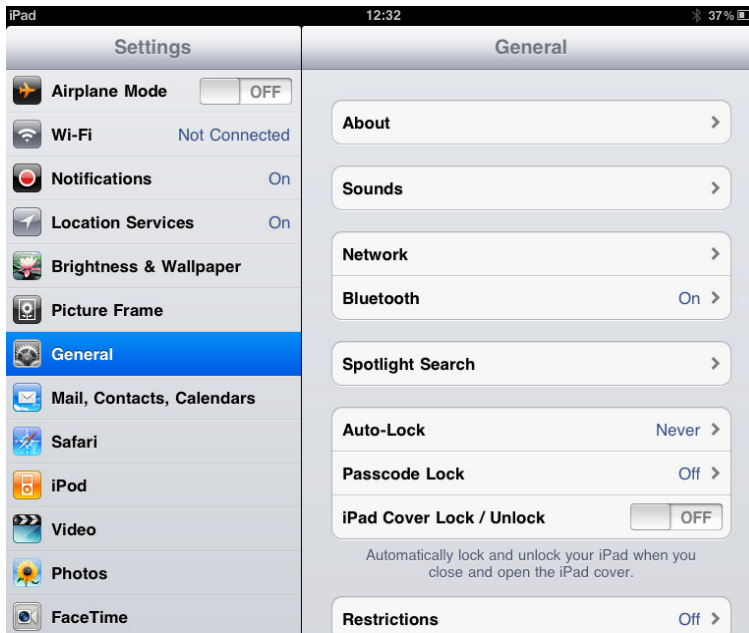 iPad 12:32 37%
Settings
Airplane Mode OFF
Wi-Fi Not Connected
Notifications On
Location Services On
Brightness & Wallpaper
Picture Frame
General
Mail, Contacts, Calendars
Safari
iPod
Video
Photos
FaceTime
General
About
Sounds
Network
Bluetooth On
Spotlight Search
Auto-Lock Never
Passcode Lock Off
iPad Cover Lock / Unlock OFF
Automatically lock and unlock your iPad when you
close and open the iPad cover.
Restrictions Off